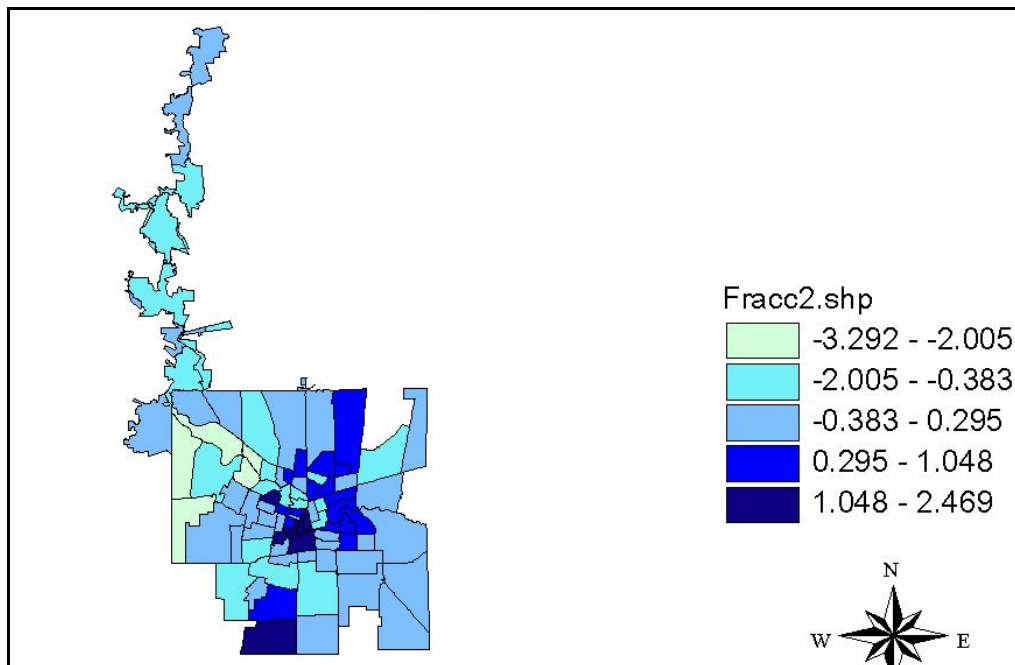 Fracc2.shp
-3.292 - -2.005
-2.005 - -0.383
-0.383 - 0.295
0.295 - 1.048
1.048 - 2.469
N
W E